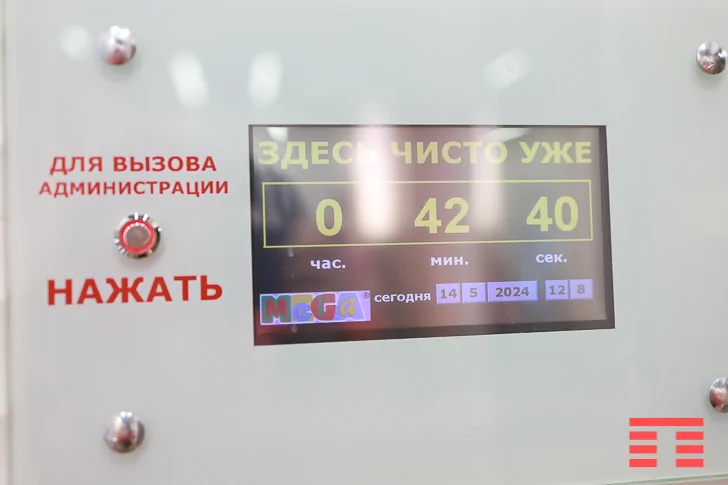 ДЛЯ ВЫЗОВА
АДМИНИСТРАЦИИ
НАЖАТЬ
ЗДЕСЬ ЧИСТО УЖЕ
0 42 40
час. мин. сек.
MEGA® сегодня 14 5 2024 12 8